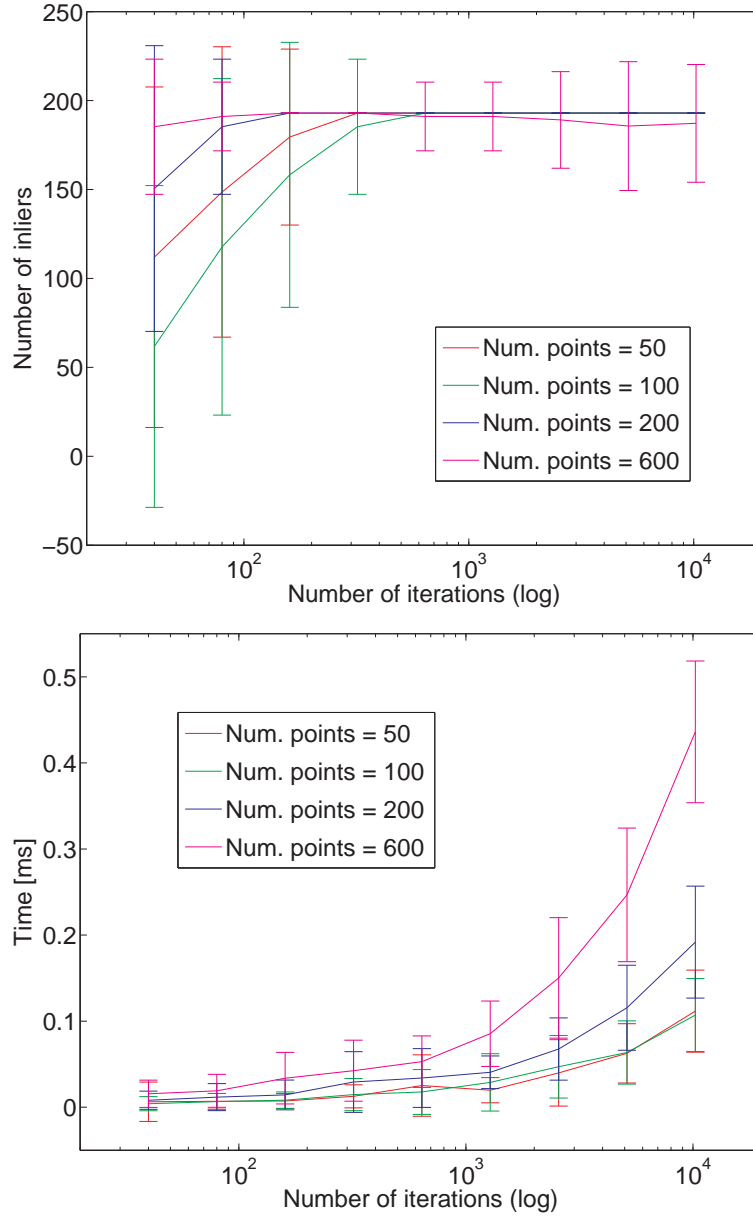 250
200
150
100
50
0
−50
Number of inliers
Num. points = 50
Num. points = 100
Num. points = 200
Num. points = 600
10^2
10^3
10^4
Number of iterations (log)
0.5
0.4
0.3
0.2
0.1
0
Time [ms]
Num. points = 50
Num. points = 100
Num. points = 200
Num. points = 600
10^2
10^3
10^4
Number of iterations (log)